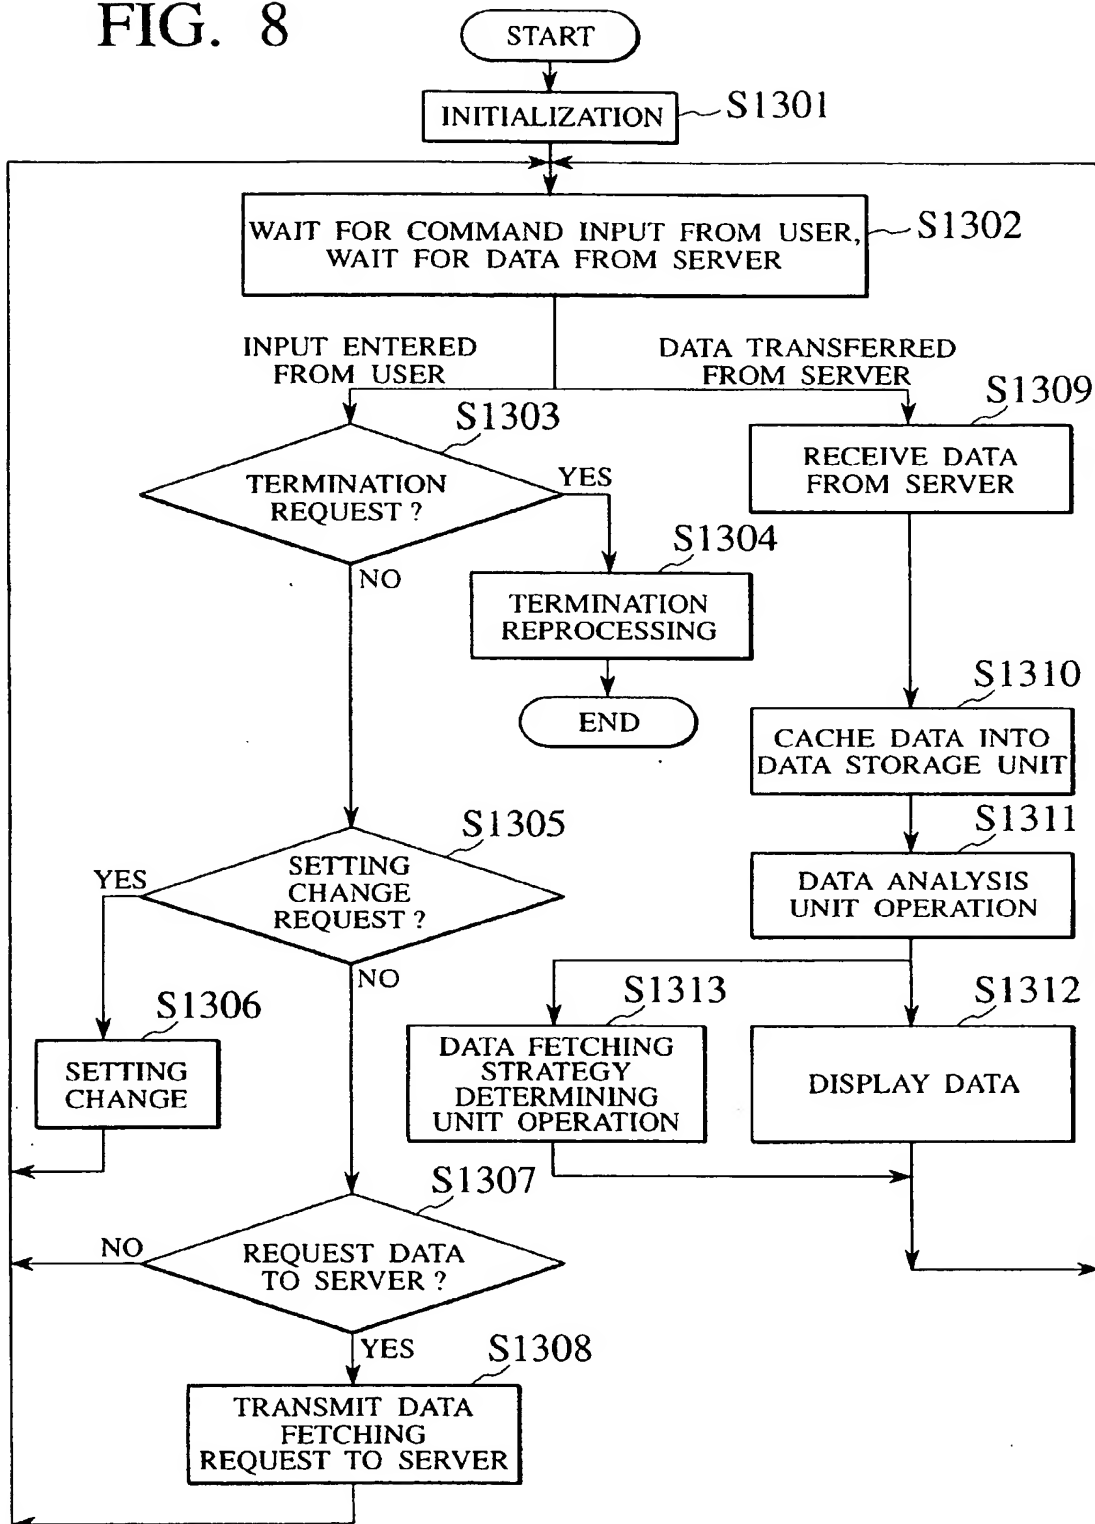 FIG. 8
START
INITIALIZATION
S1301
WAIT FOR COMMAND INPUT FROM USER,
WAIT FOR DATA FROM SERVER
S1302
INPUT ENTERED
FROM USER
DATA TRANSFERRED
FROM SERVER
S1303
TERMINATION
REQUEST ?
YES
NO
S1309
RECEIVE DATA
FROM SERVER
S1304
TERMINATION
REPROCESSING
END
S1310
CACHE DATA INTO
DATA STORAGE UNIT
S1305
SETTING
CHANGE
REQUEST ?
YES
NO
S1311
DATA ANALYSIS
UNIT OPERATION
S1306
SETTING
CHANGE
S1313
DATA FETCHING
STRATEGY
DETERMINING
UNIT OPERATION
S1312
DISPLAY DATA
S1307
REQUEST DATA
TO SERVER ?
NO
YES
S1308
TRANSMIT DATA
FETCHING
REQUEST TO SERVER